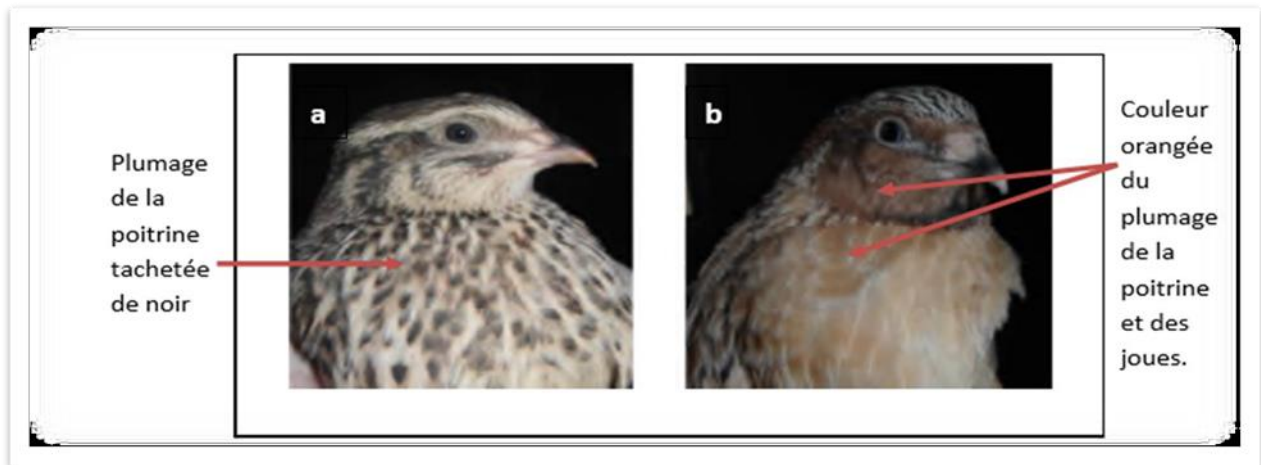 Plumage
de la
poitrine
tachetée
de noir
a
b
Couleur
orangée
du
plumage
de la
poitrine
et des
joues.